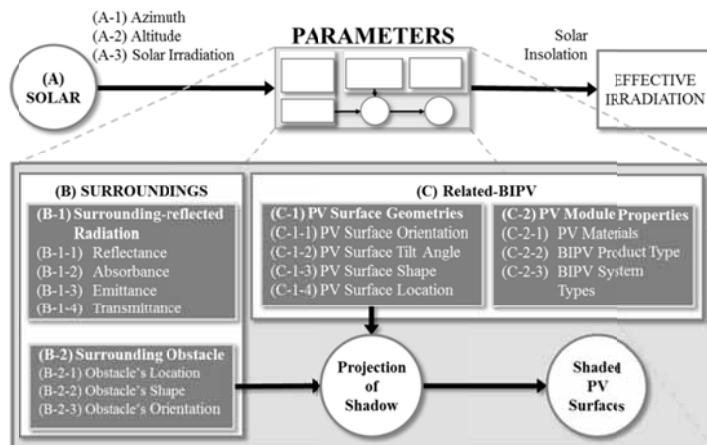 (A-1) Azimuth
(A-2) Altitude
(A-3) Solar Irradiation
(A)
SOLAR
PARAMETERS
Solar
Insolation
EFFECTIVE
IRRADIATION
(B) SURROUNDINGS
(B-1) Surrounding-reflected
Radiation
(B-1-1) Reflectance
(B-1-2) Absorbance
(B-1-3) Emittance
(B-1-4) Transmittance
(B-2) Surrounding Obstacle
(B-2-1) Obstacle's Location
(B-2-2) Obstacle's Shape
(B-2-3) Obstacle's Orientation
(C) Related-BIPV
(C-1) PV Surface Geometries
(C-1-1) PV Surface Orientation
(C-1-2) PV Surface Tilt Angle
(C-1-3) PV Surface Shape
(C-1-4) PV Surface Location
(C-2) PV Module Properties
(C-2-1) PV Materials
(C-2-2) BIPV Product Type
(C-2-3) BIPV System
Types
Projection
of
Shadow
Shaded
PV
Surfaces